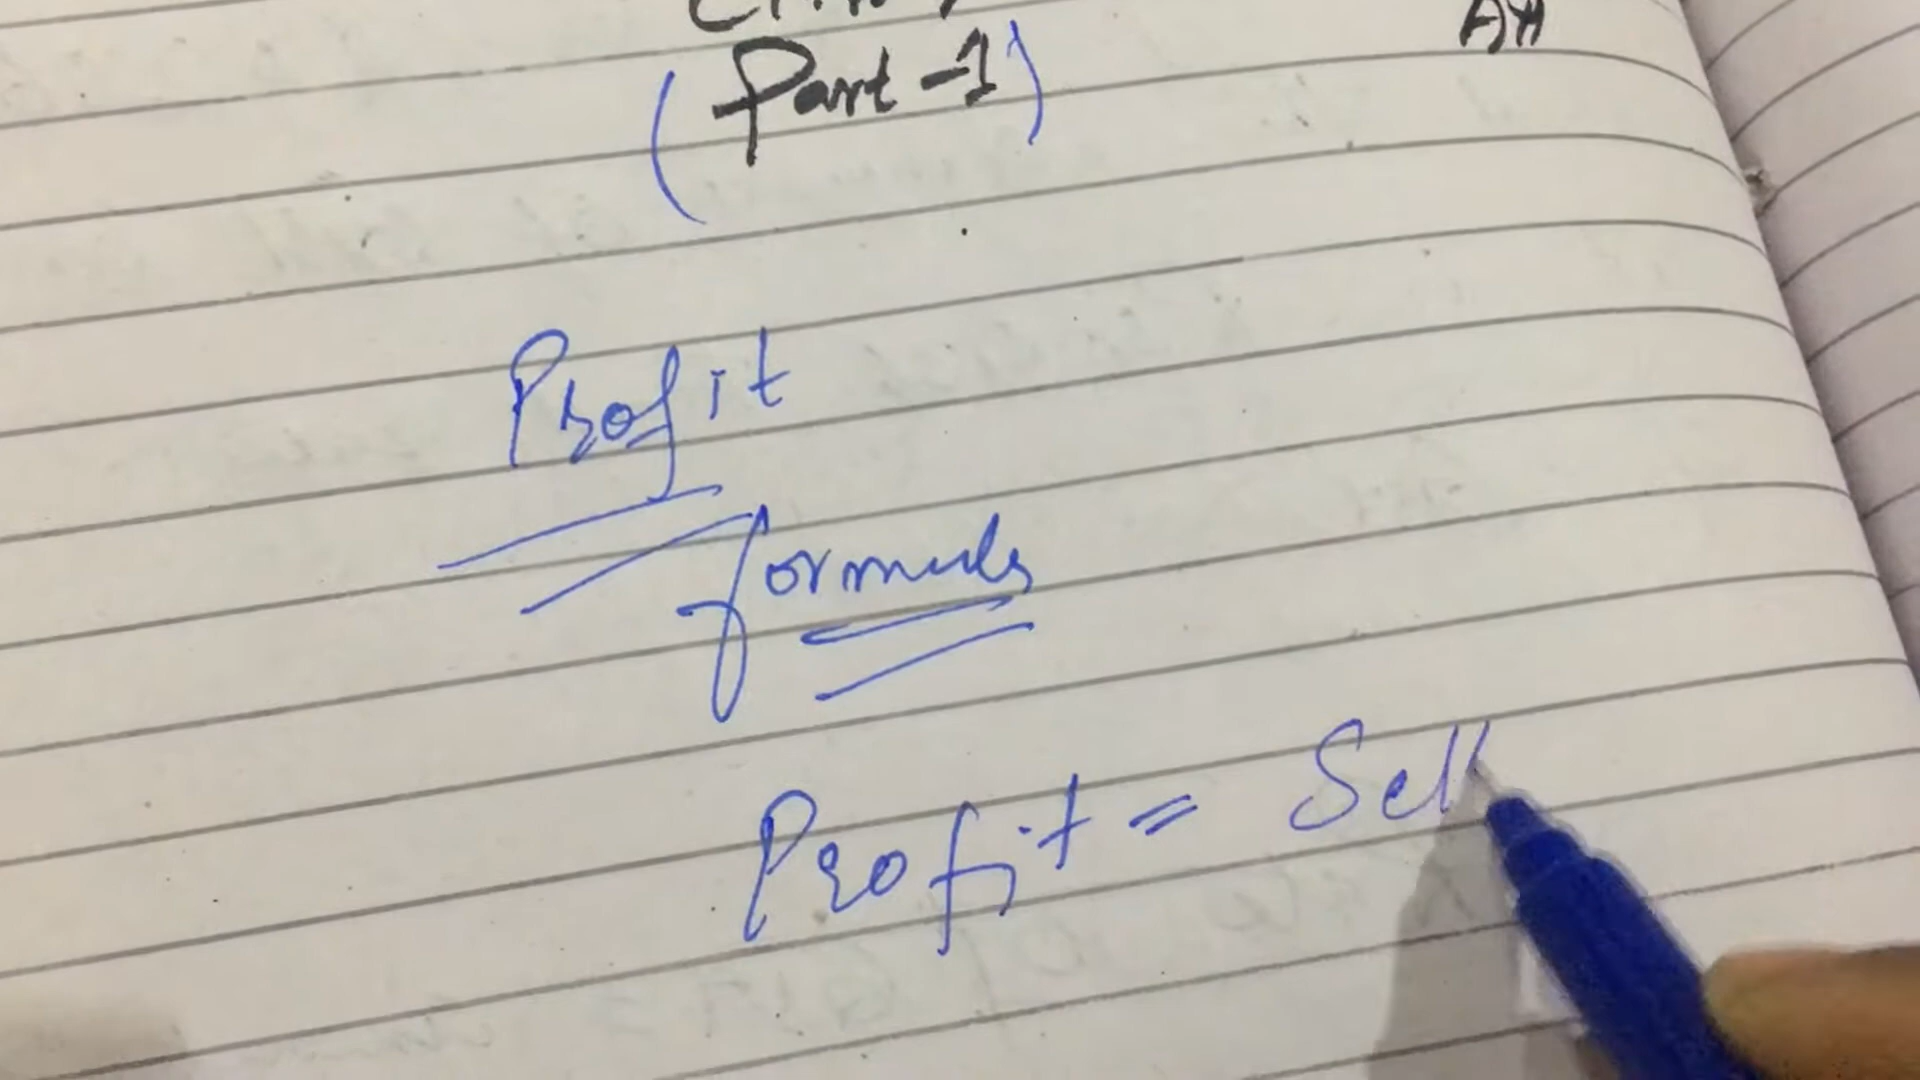 (Part-1)
Profit
formula
Profit = Sell